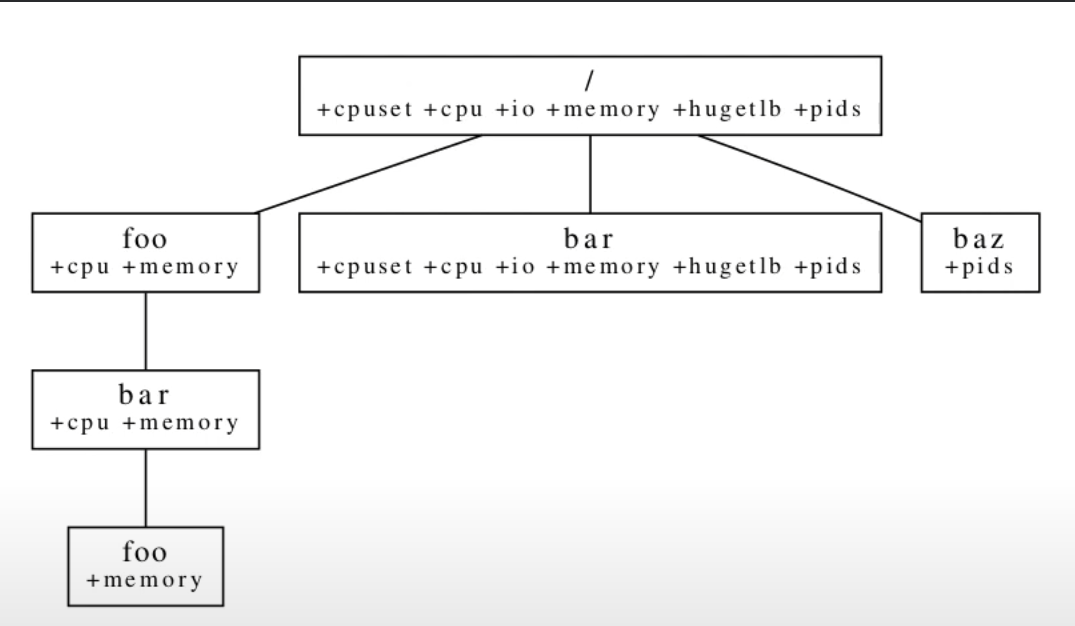 /
+cpuset +cpu +io +memory +hugetlb +pids
foo
+cpu +memory
bar
+cpuset +cpu +io +memory +hugetlb +pids
baz
+pids
bar
+cpu +memory
foo
+memory